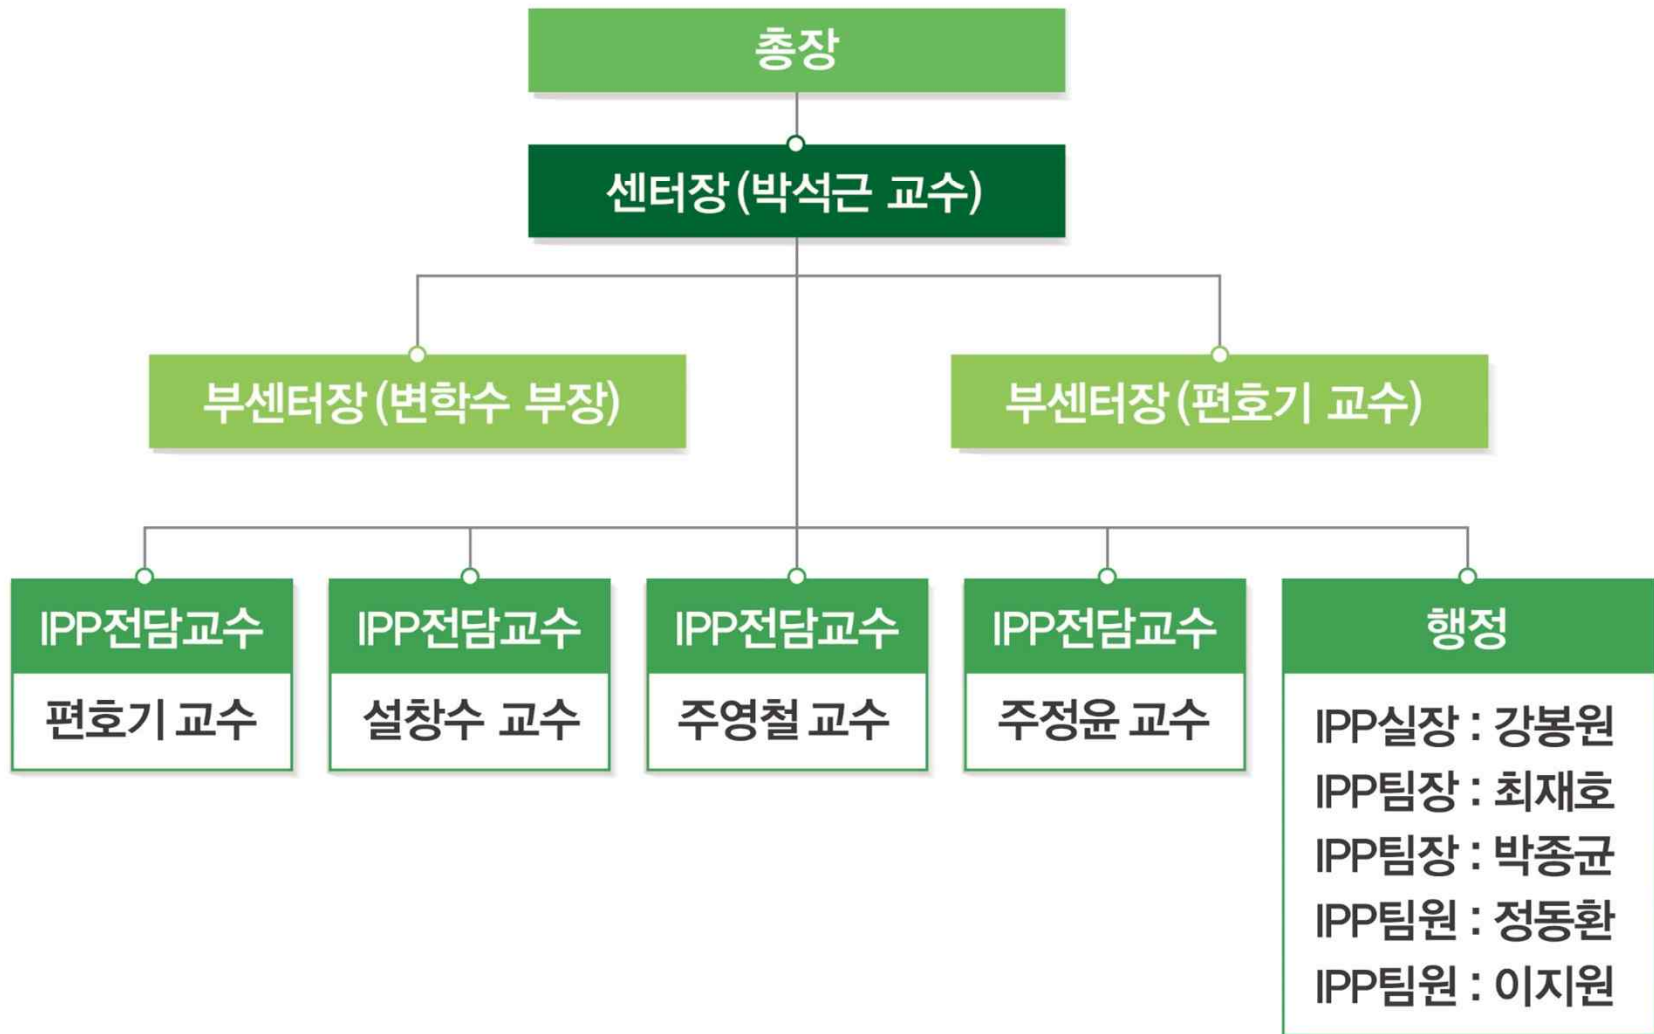 총장
센터장 (박석근 교수)
부센터장 (변학수 부장)
부센터장 (편호기 교수)
IPP전담교수
편호기 교수
IPP전담교수
설창수 교수
IPP전담교수
주영철 교수
IPP전담교수
주정윤 교수
행정
IPP실장 : 강봉원
IPP팀장 : 최재호
IPP팀장 : 박종균
IPP팀원 : 정동환
IPP팀원 : 이지원